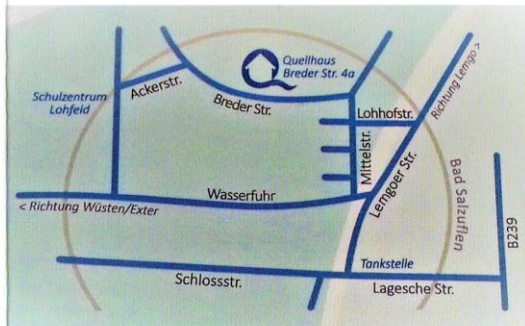 Quellhaus
Breder Str. 4a
Ackerstr.
Breder Str.
Schulzentrum
Lohfeld
Lohhofstr.
Richtung Lemgo >
Mittelstr.
Lemgoer Str.
Wasserfuhr
< Richtung Wüsten/Exter
Bad Salzuflen
B239
Tankstelle
Schlossstr.
Lagesche Str.